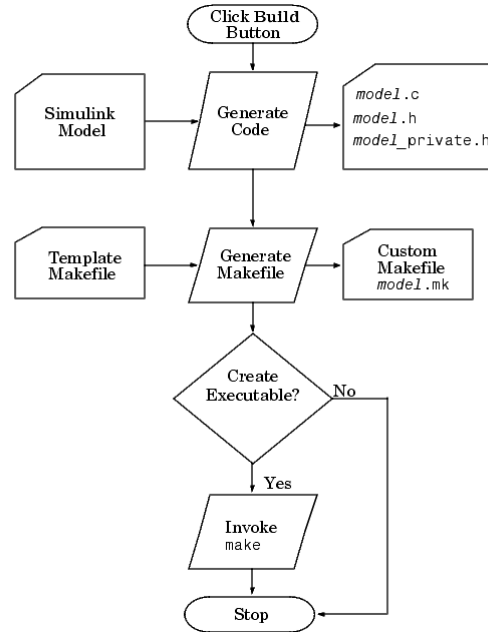 Click Build
Button
Simulink
Model
Generate
Code
model.c
model.h
model_private.h
Template
Makefile
Generate
Makefile
Custom
Makefile
model.mk
Create
Executable?
No
Yes
Invoke
make
Stop